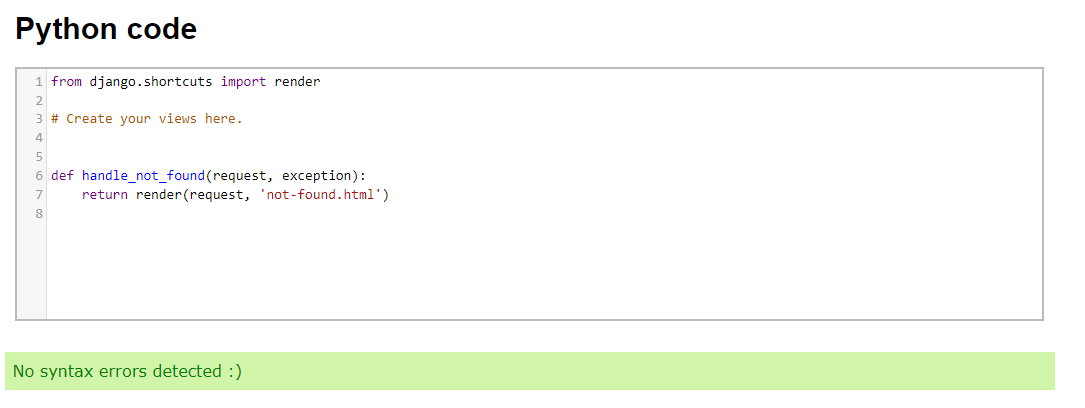 Python code
1 from django.shortcuts import render
2
3 # Create your views here.
4
5
6 def handle_not_found(request, exception):
7     return render(request, 'not-found.html')
8
No syntax errors detected :)